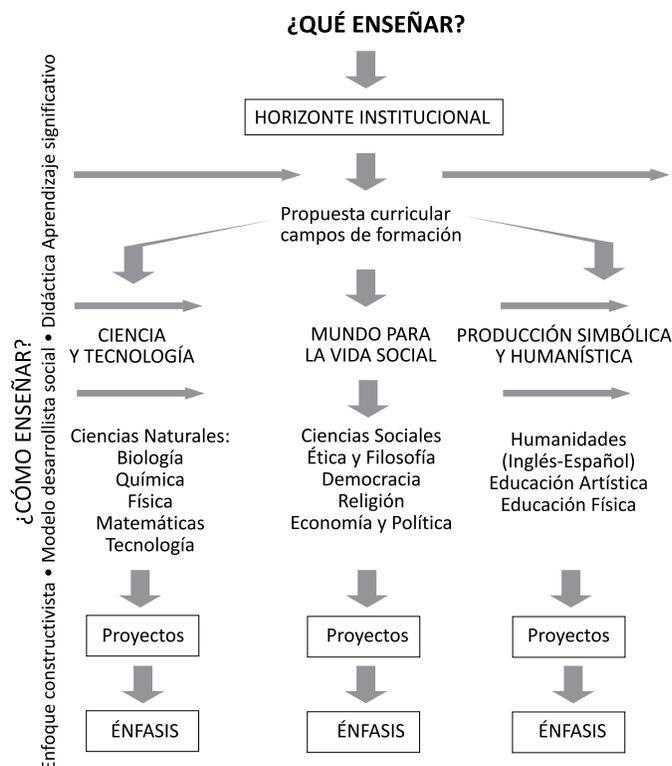 ¿QUÉ ENSEÑAR?
HORIZONTE INSTITUCIONAL
Propuesta curricular
campos de formación
CIENCIA
Y TECNOLOGÍA
MUNDO PARA
LA VIDA SOCIAL
PRODUCCIÓN SIMBÓLICA
Y HUMANÍSTICA
Ciencias Naturales:
Biología
Química
Física
Matemáticas
Tecnología
Ciencias Sociales
Ética y Filosofía
Democracia
Religión
Economía y Política
Humanidades
(Inglés-Español)
Educación Artística
Educación Física
Proyectos
Proyectos
Proyectos
ÉNFASIS
ÉNFASIS
ÉNFASIS
¿CÓMO ENSEÑAR?
Enfoque constructivista • Modelo desarrollista social • Didáctica Aprendizaje significativo